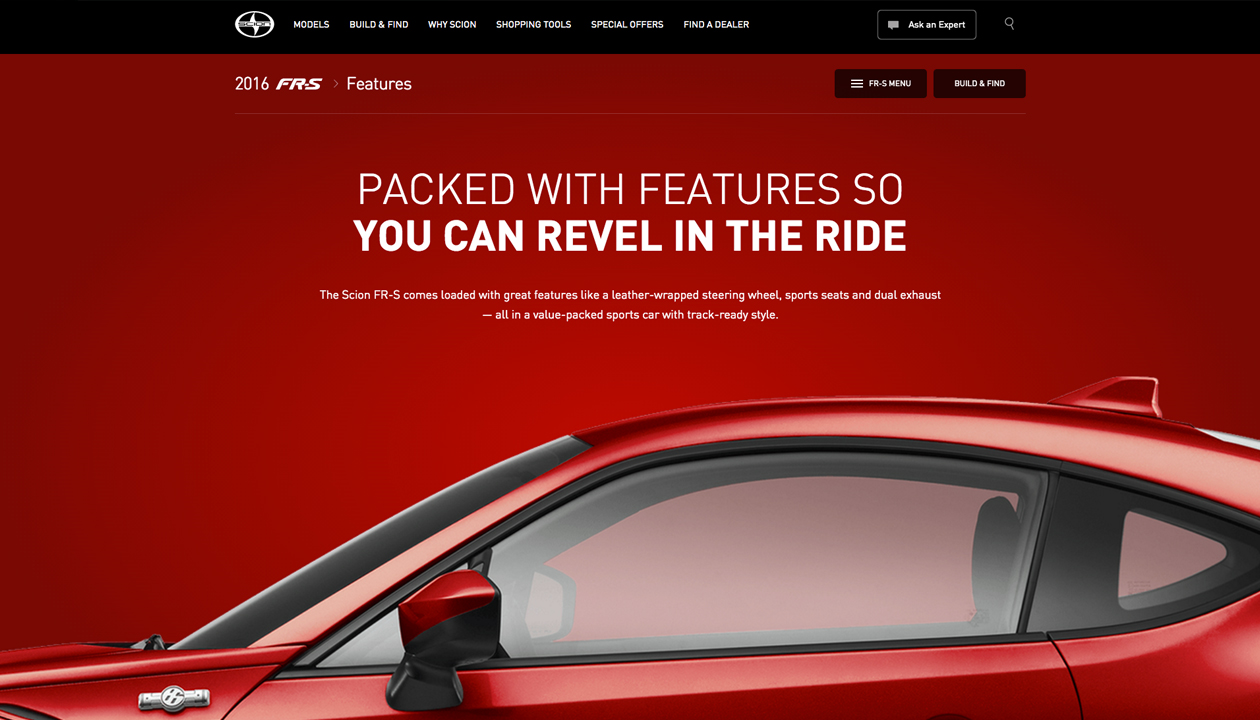 SCION
MODELS
BUILD & FIND
WHY SCION
SHOPPING TOOLS
SPECIAL OFFERS
FIND A DEALER
Ask an Expert
2016 FR-S > Features
FR-S MENU
BUILD & FIND
PACKED WITH FEATURES SO
YOU CAN REVEL IN THE RIDE
The Scion FR-S comes loaded with great features like a leather-wrapped steering wheel, sports seats and dual exhaust
— all in a value-packed sports car with track-ready style.